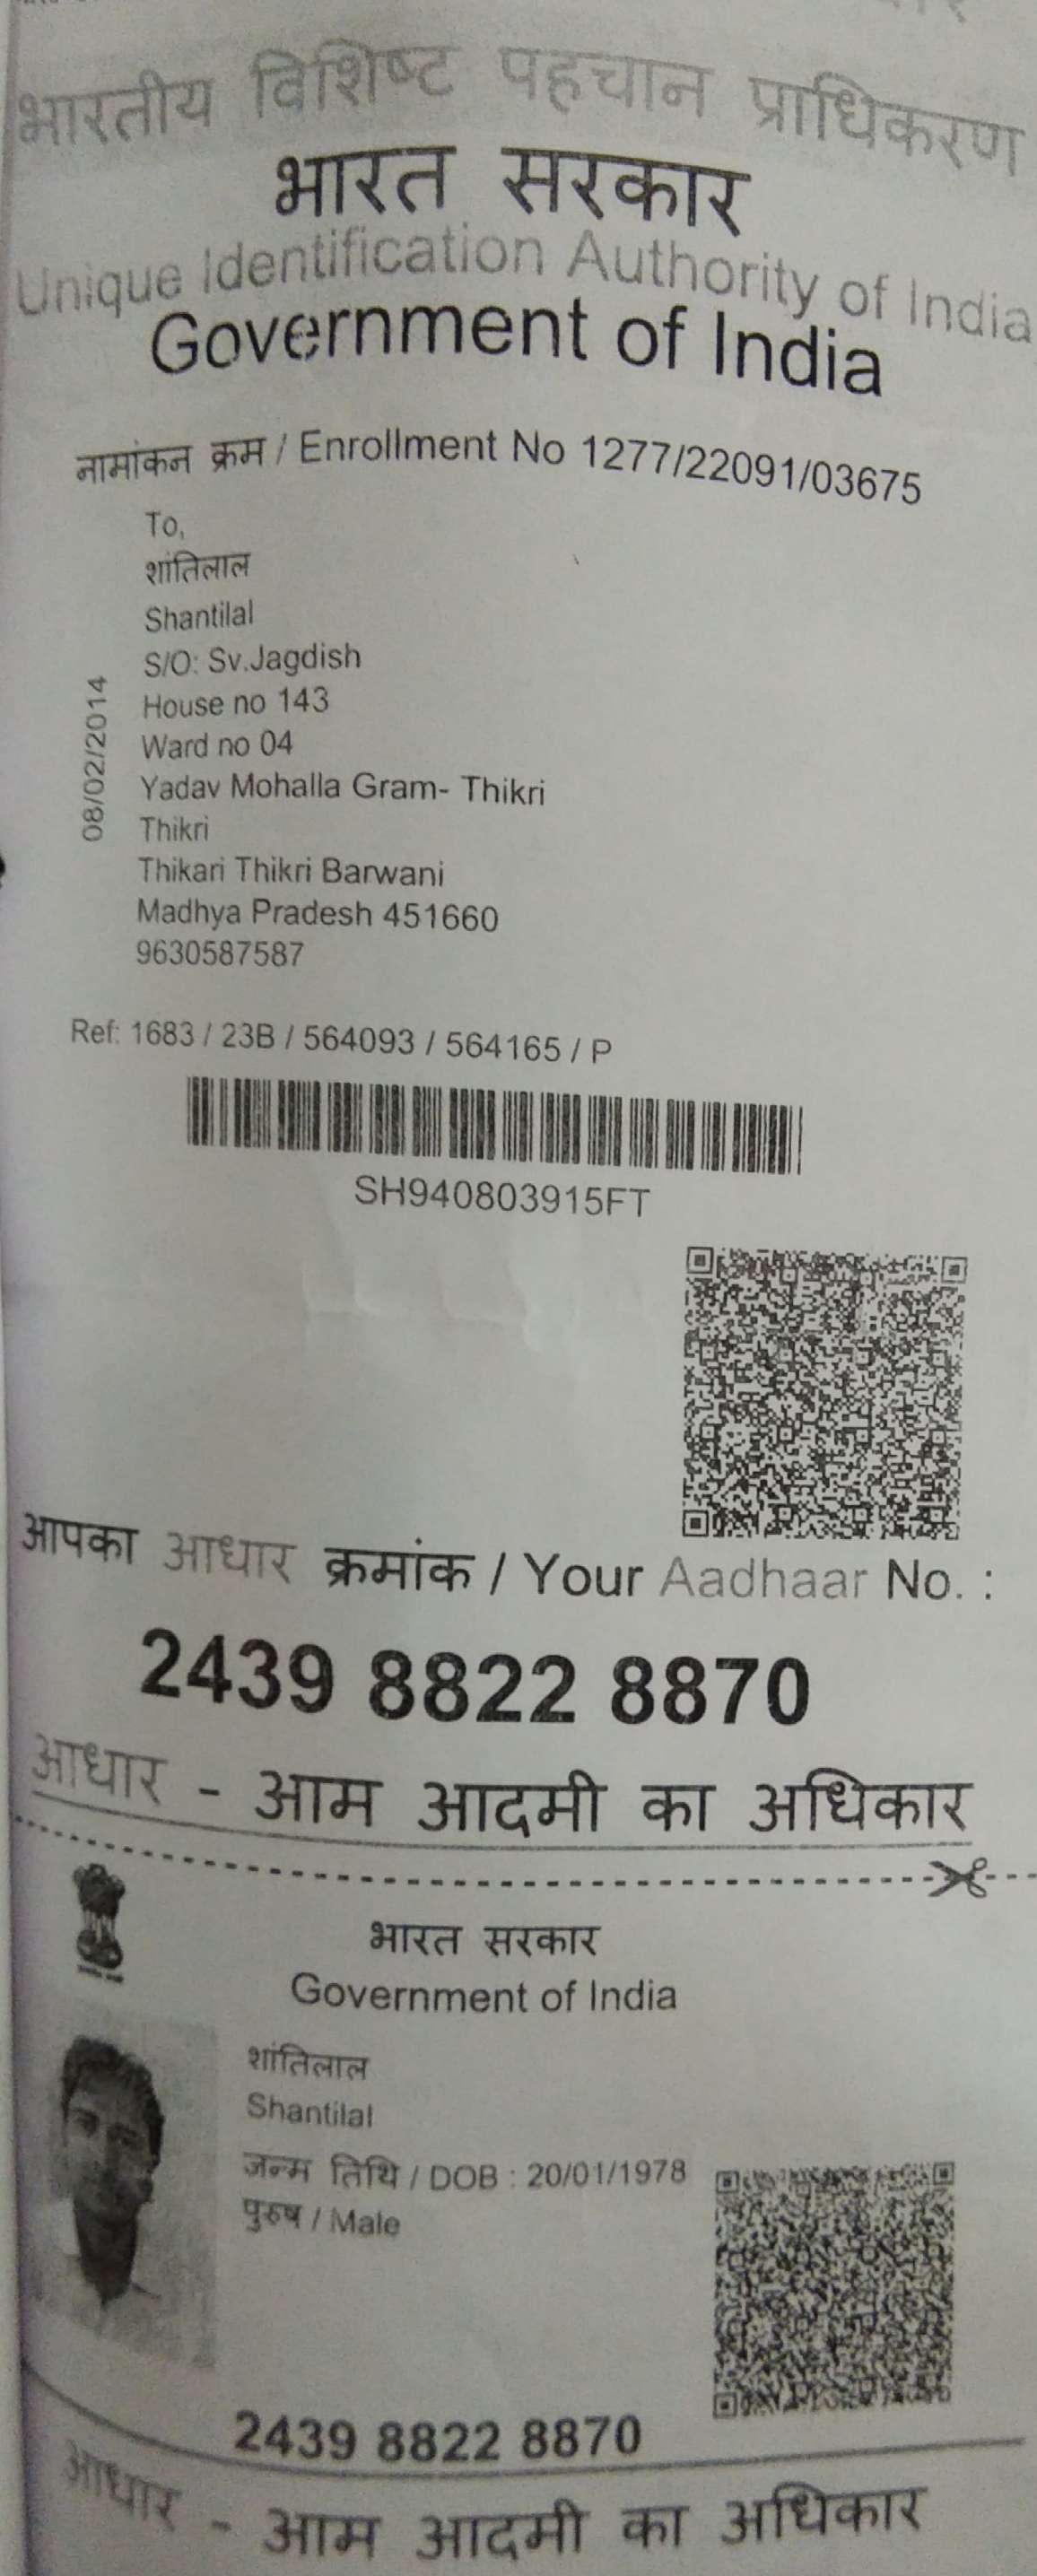 भारतीय विशिष्ट पहचान प्राधिकरण
भारत सरकार
Unique Identification Authority of India
Government of India
नामांकन क्रम / Enrollment No 1277/22091/03675
To,
शांतिलाल
Shantilal
S/O: Sv.Jagdish
House no 143
Ward no 04
Yadav Mohalla Gram- Thikri
Thikri
Thikari Thikri Barwani
Madhya Pradesh 451660
9630587587
08/02/2014
Ref: 1683 / 23B / 564093 / 564165 / P
SH940803915FT
आपका आधार क्रमांक / Your Aadhaar No. :
2439 8822 8870
आधार - आम आदमी का अधिकार
भारत सरकार
Government of India
शांतिलाल
Shantilal
जन्म तिथि / DOB : 20/01/1978
पुरुष / Male
2439 8822 8870
आधार - आम आदमी का अधिकार